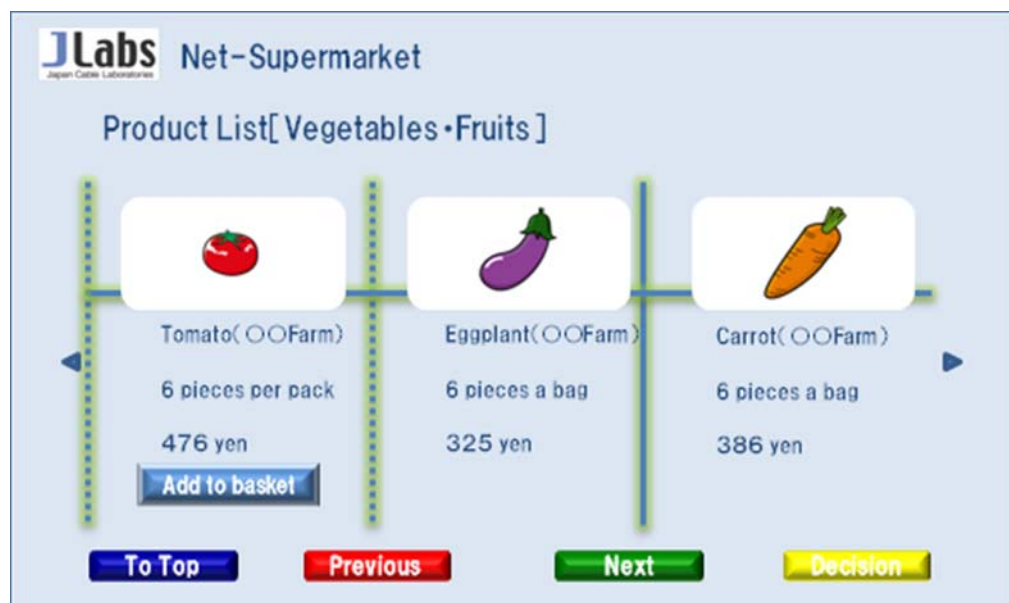 JLabs
Japan Cable Laboratories
Net-Supermarket
Product List[Vegetables・Fruits]
Tomato(○○Farm)
6 pieces per pack
476 yen
Add to basket
Eggplant(○○Farm)
6 pieces a bag
325 yen
Carrot(○○Farm)
6 pieces a bag
386 yen
To Top
Previous
Next
Decision